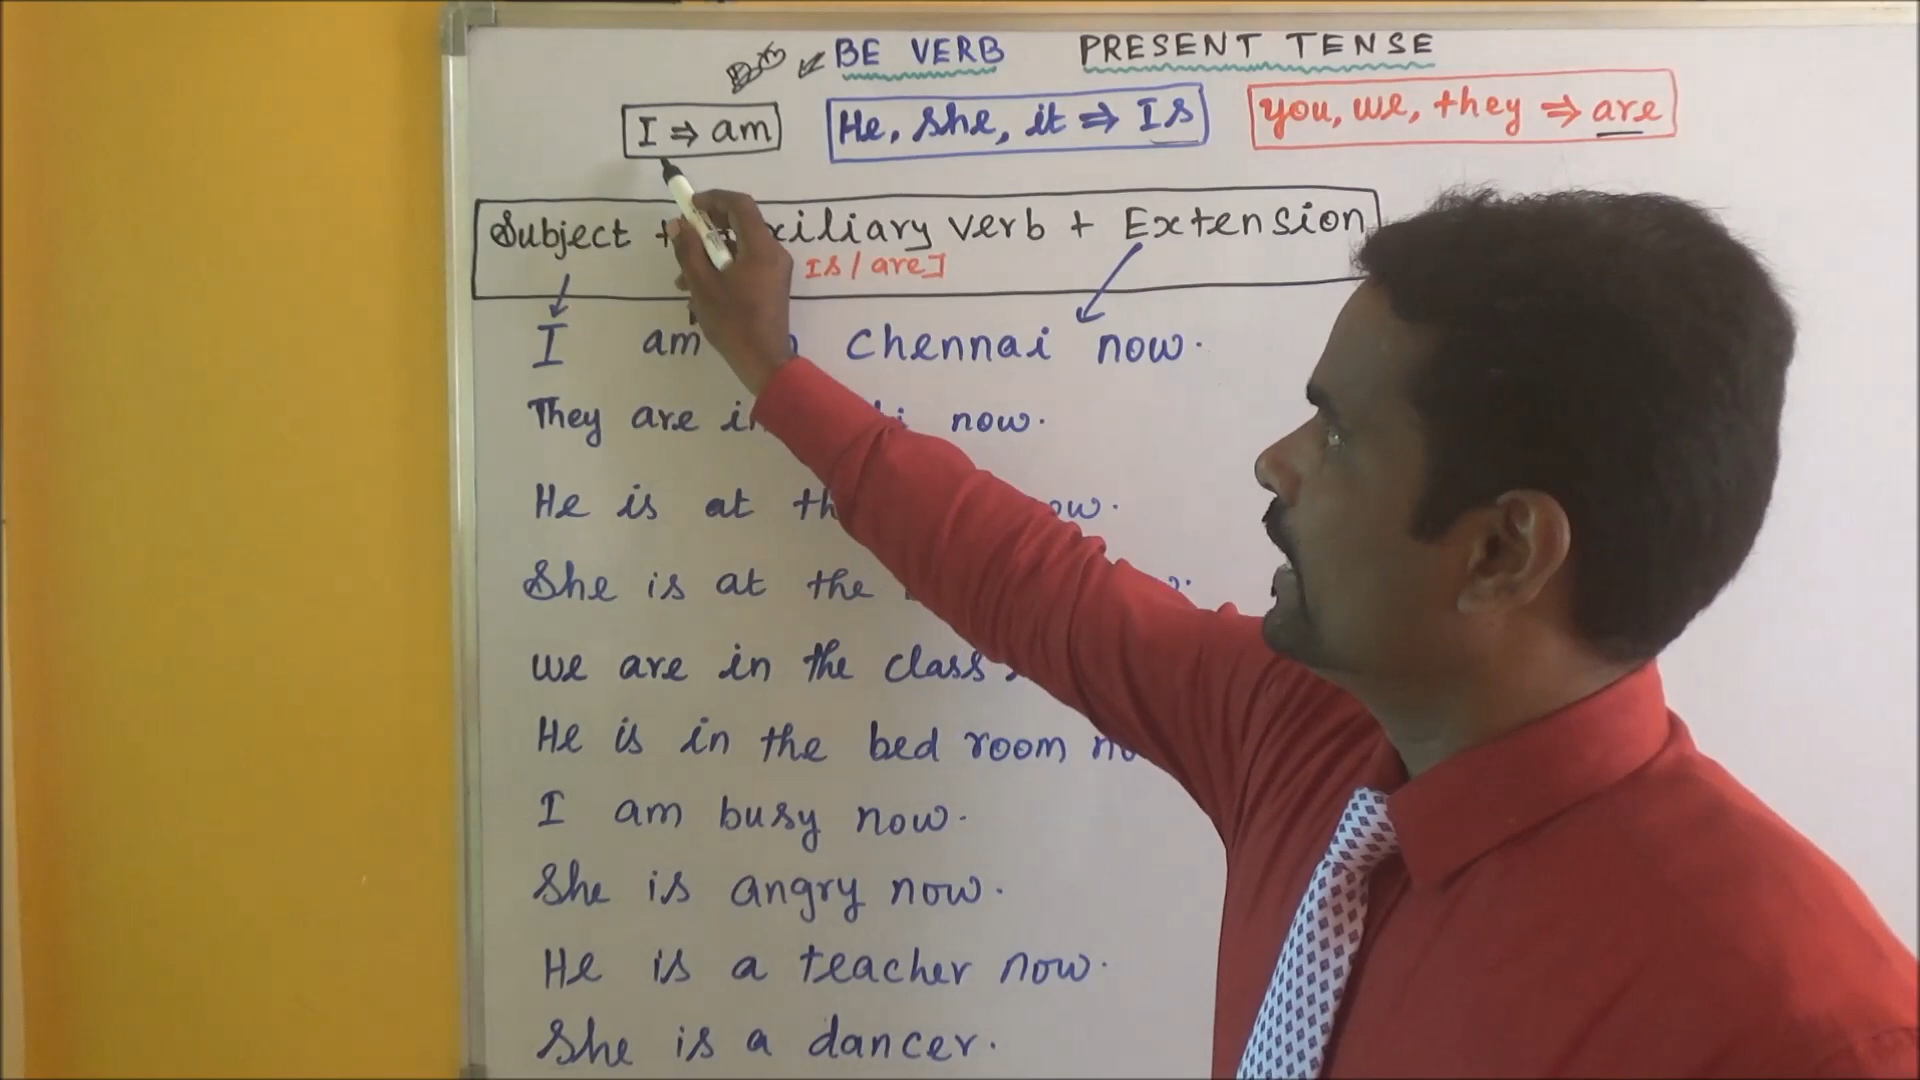 BE VERB PRESENT TENSE
I ⇒ am He, she, it ⇒ Is you, we, they ⇒ are
Subject + verb + Extension
Is / are]
I am Chennai now.
They are now.
He is at
She is at the
we are in the class
He is in the bed room
I am busy now.
She is angry now.
He is a teacher now.
She is a dancer.